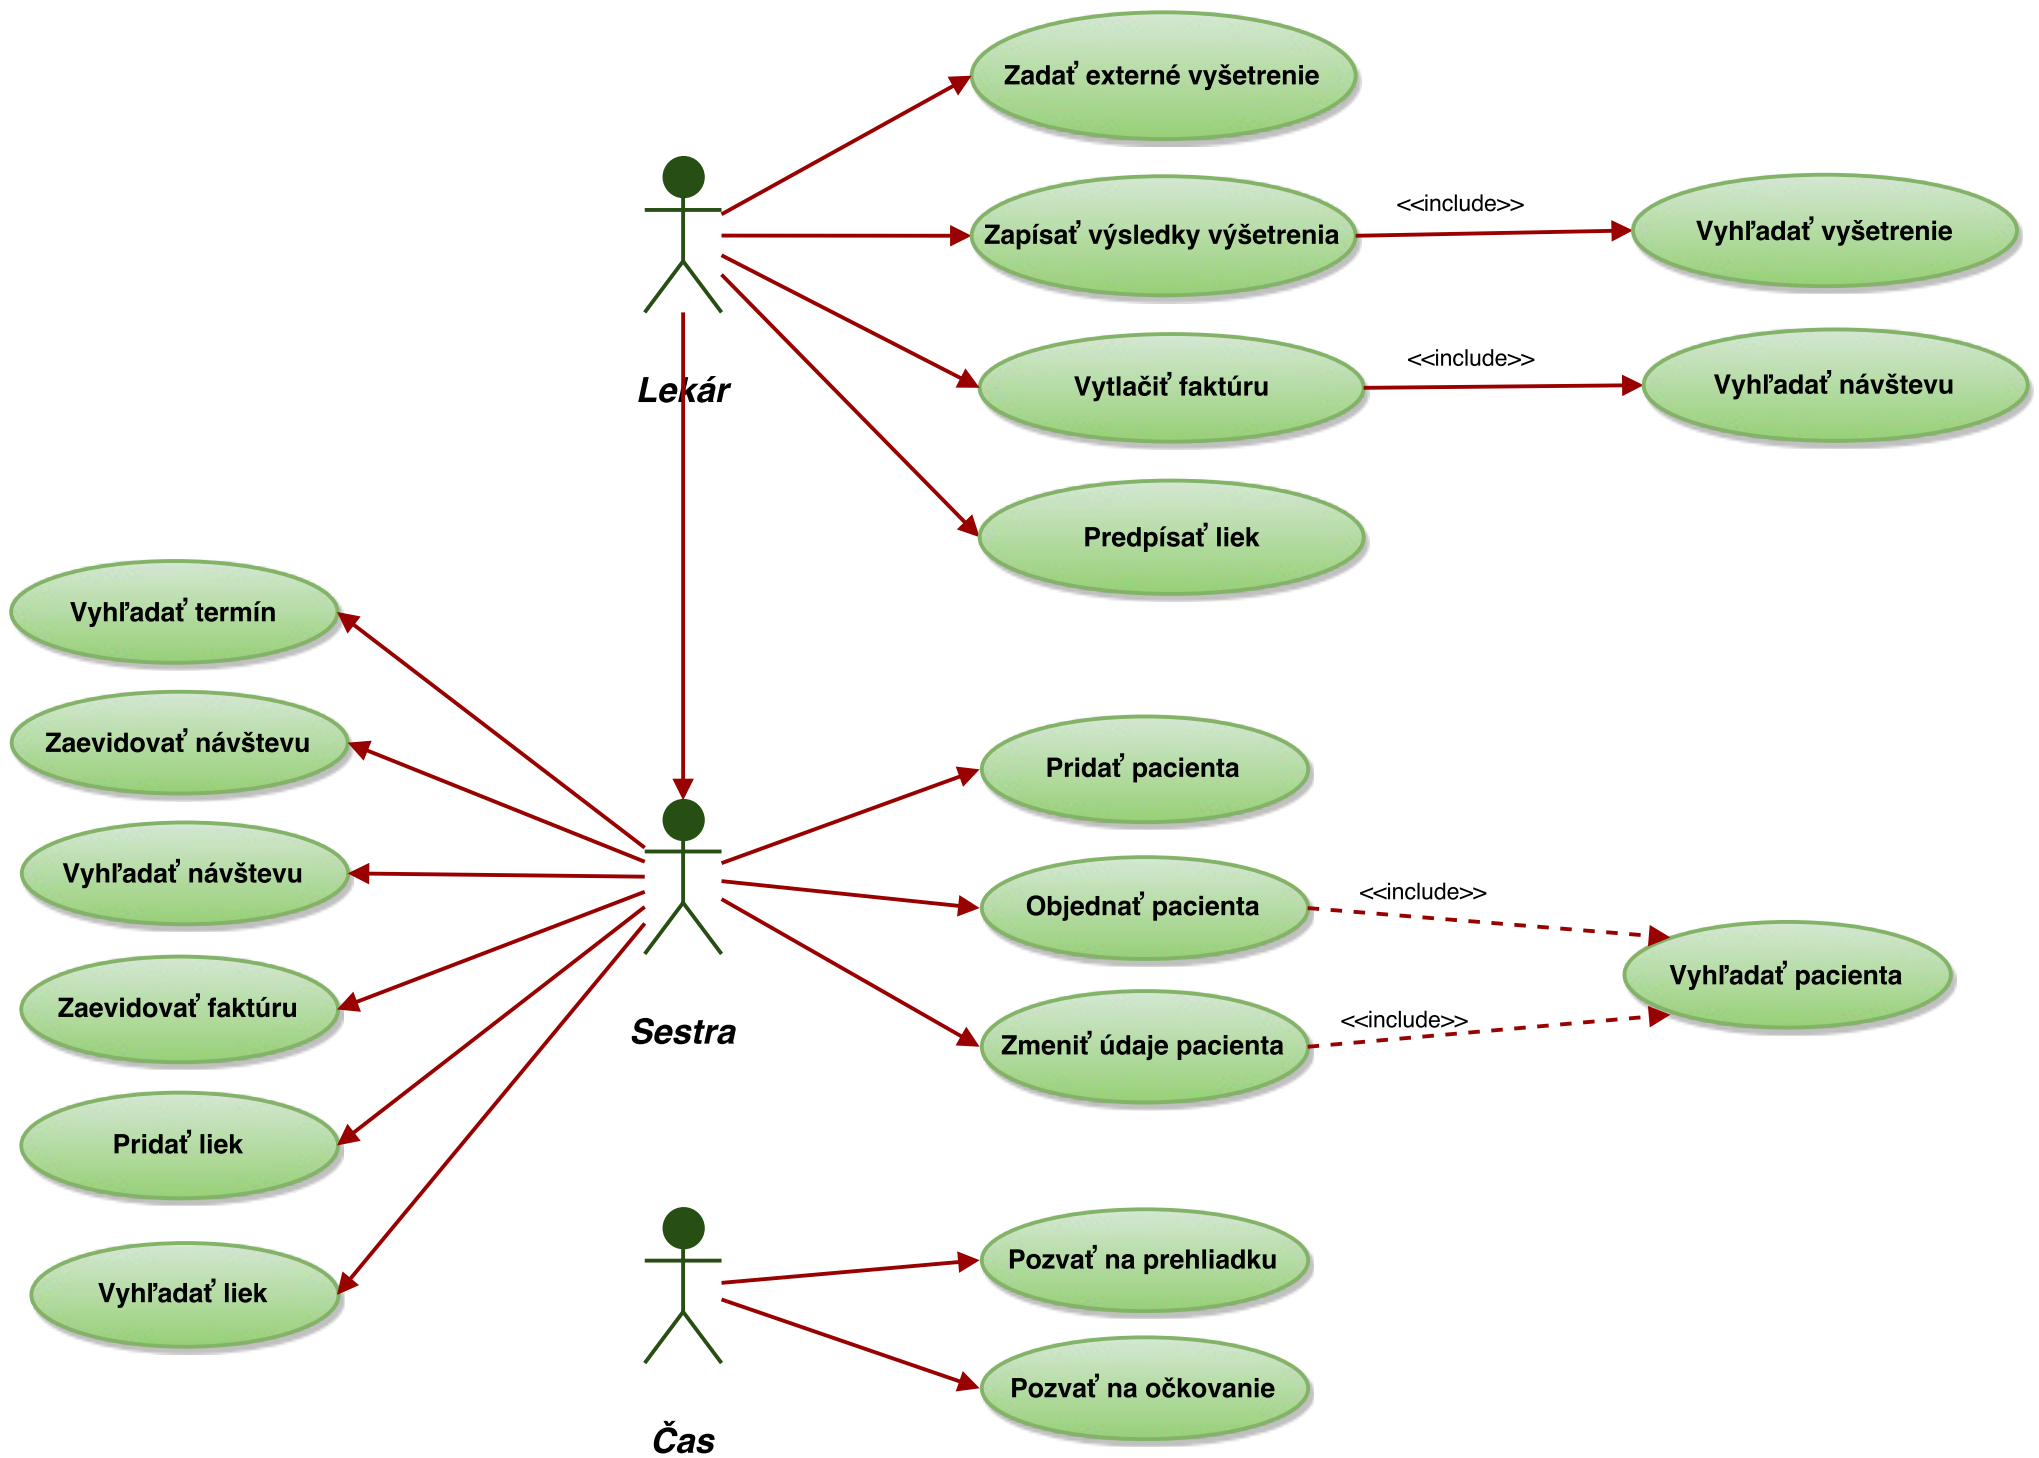 Zadať externé vyšetrenie
Zapísať výsledky výšetrenia
<<include>>
Vyhľadať vyšetrenie
Lekár
Vytlačiť faktúru
<<include>>
Vyhľadať návštevu
Predpísať liek
Vyhľadať termín
Zaevidovať návštevu
Vyhľadať návštevu
Zaevidovať faktúru
Pridať liek
Vyhľadať liek
Sestra
Pridať pacienta
Objednať pacienta
<<include>>
Zmeniť údaje pacienta
<<include>>
Vyhľadať pacienta
Čas
Pozvať na prehliadku
Pozvať na očkovanie